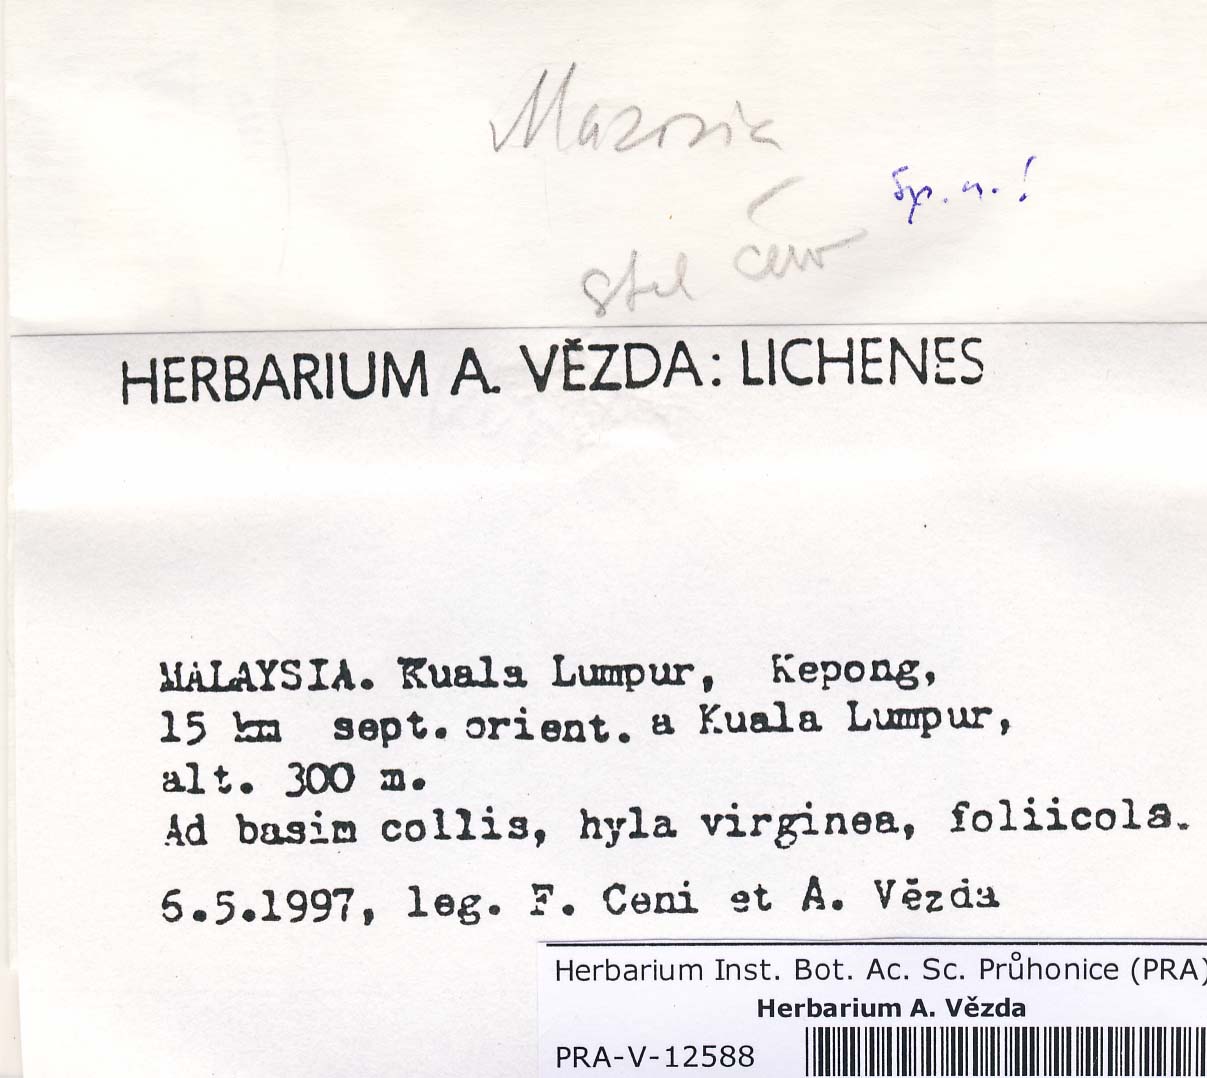 Mazosia
sp. n.!
HERBARIUM A. VĚZDA: LICHENES
MALAYSIA. Kuala Lumpur, Kepong,
15 km sept. orient. a Kuala Lumpur,
alt. 300 m.
Ad basim collis, hyla virginea, foliicola.
6.5.1997, leg. F. Ceni et A. Vězda
Herbarium Inst. Bot. Ac. Sc. Průhonice (PRA)
Herbarium A. Vězda
PRA-V-12588